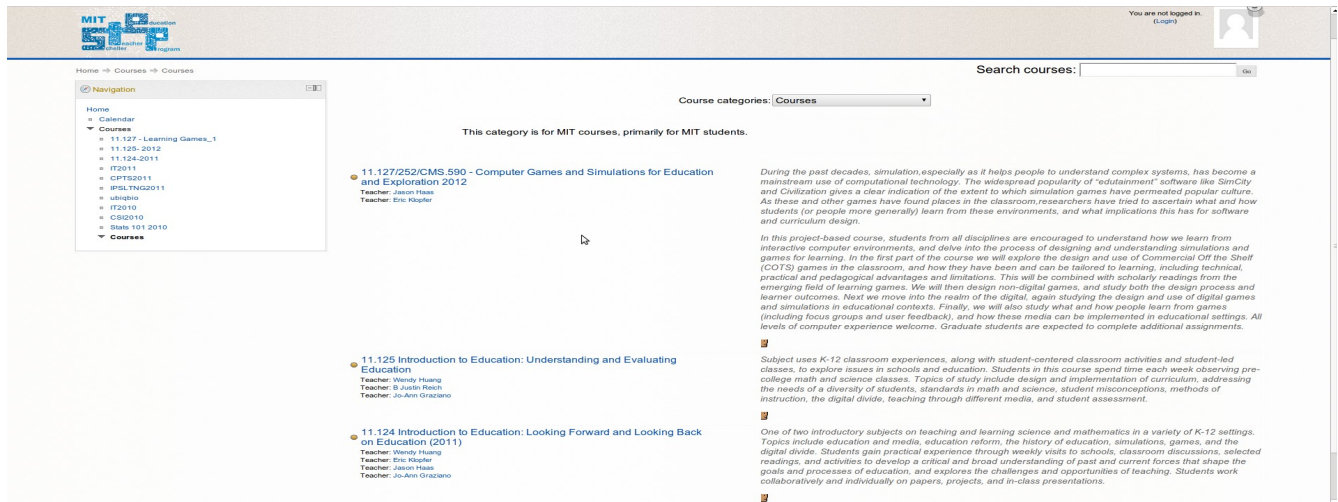 MIT
STEP
Scheller
Teacher
Education
Program
You are not logged in.
(Login)
Home ⇒ Courses ⇒ Courses
Search courses:
Go
Navigation
Home
Calendar
Courses
11.127 - Learning Games_1
11.125- 2012
11.124-2011
IT2011
CPTS2011
IPSLTNG2011
ubiqbio
IT2010
CSI2010
Stats 101 2010
Courses
Course categories: Courses
This category is for MIT courses, primarily for MIT students.
11.127/252/CMS.590 - Computer Games and Simulations for Education
and Exploration 2012
Teacher: Jason Haas
Teacher: Eric Klopfer
During the past decades, simulation,especially as it helps people to understand complex systems, has become a
mainstream use of computational technology. The widespread popularity of “edutainment” software like SimCity
and Civilization gives a clear indication of the extent to which simulation games have permeated popular culture.
As these and other games have found places in the classroom,researchers have tried to ascertain what and how
students (or people more generally) learn from these environments, and what implications this has for software
and curriculum design.
In this project-based course, students from all disciplines are encouraged to understand how we learn from
interactive computer environments, and delve into the process of designing and understanding simulations and
games for learning. In the first part of the course we will explore the design and use of Commercial Off the Shelf
(COTS) games in the classroom, and how they have been and can be tailored to learning, including technical,
practical and pedagogical advantages and limitations. This will be combined with scholarly readings from the
emerging field of learning games. We will then design non-digital games, and study both the design process and
learner outcomes. Next we move into the realm of the digital, again studying the design and use of digital games
and simulations in educational contexts. Finally, we will also study what and how people learn from games
(including focus groups and user feedback), and how these media can be implemented in educational settings. All
levels of computer experience welcome. Graduate students are expected to complete additional assignments.
11.125 Introduction to Education: Understanding and Evaluating
Education
Teacher: Wendy Huang
Teacher: B Justin Reich
Teacher: Jo-Ann Graziano
Subject uses K-12 classroom experiences, along with student-centered classroom activities and student-led
classes, to explore issues in schools and education. Students in this course spend time each week observing pre-
college math and science classes. Topics of study include design and implementation of curriculum, addressing
the needs of a diversity of students, standards in math and science, student misconceptions, methods of
instruction, the digital divide, teaching through different media, and student assessment.
11.124 Introduction to Education: Looking Forward and Looking Back
on Education (2011)
Teacher: Wendy Huang
Teacher: Eric Klopfer
Teacher: Jason Haas
Teacher: Jo-Ann Graziano
One of two introductory subjects on teaching and learning science and mathematics in a variety of K-12 settings.
Topics include education and media, education reform, the history of education, simulations, games, and the
digital divide. Students gain practical experience through weekly visits to schools, classroom discussions, selected
readings, and activities to develop a critical and broad understanding of past and current forces that shape the
goals and processes of education, and explores the challenges and opportunities of teaching. Students work
collaboratively and individually on papers, projects, and in-class presentations.